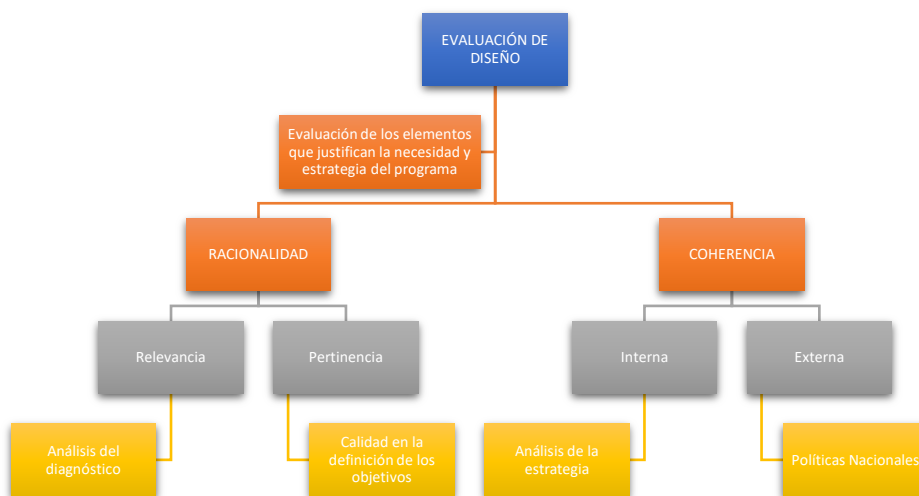 EVALUACIÓN DE
DISEÑO
Evaluación de los elementos
que justifican la necesidad y
estrategia del programa
RACIONALIDAD
COHERENCIA
Relevancia
Pertinencia
Interna
Externa
Análisis del
diagnóstico
Calidad en la
definición de los
objetivos
Análisis de la
estrategia
Políticas Nacionales